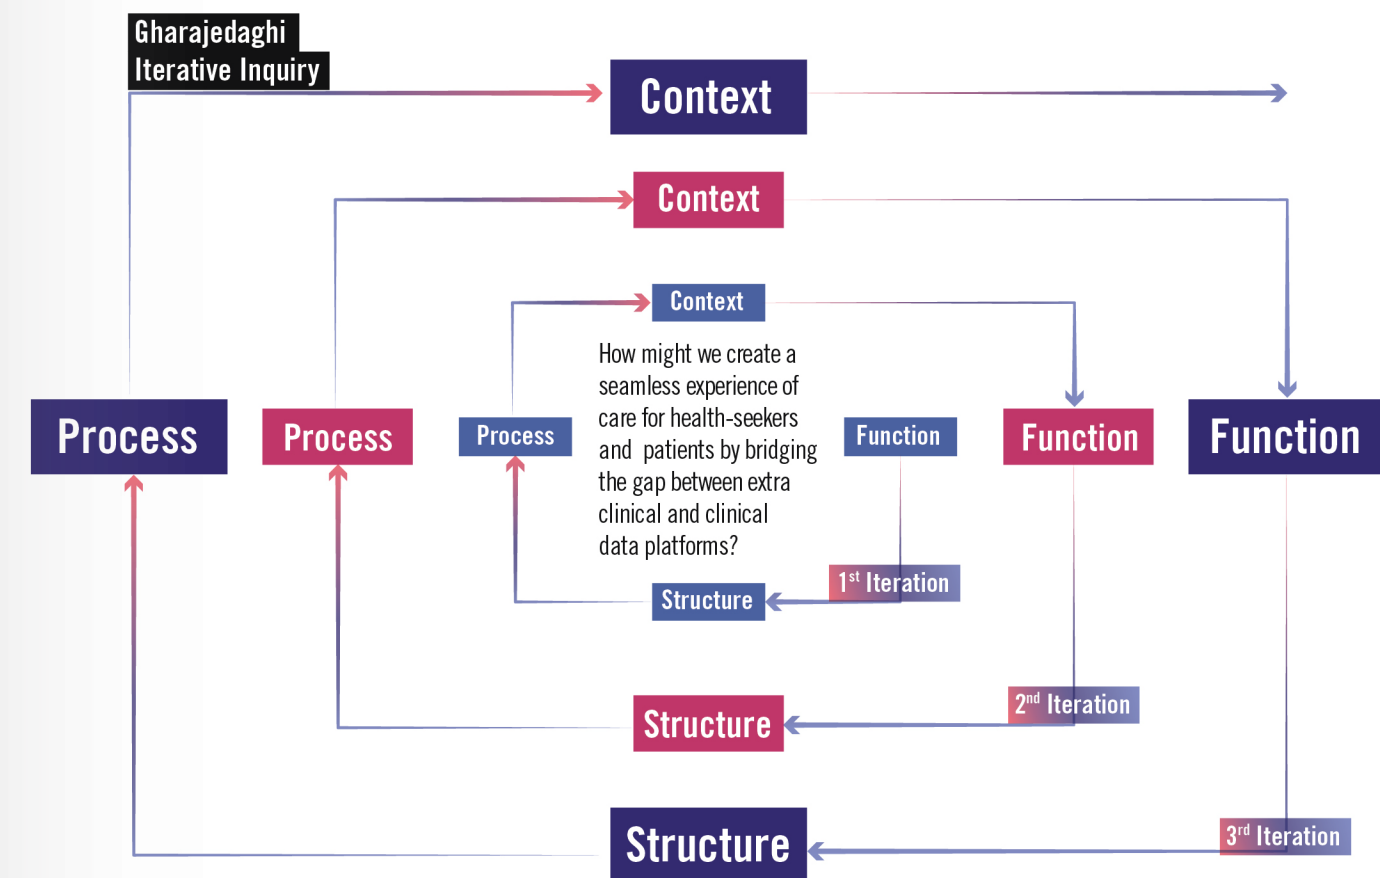 Gharajedaghi
Iterative Inquiry
Context
Context
Context
How might we create a
seamless experience of
care for health-seekers
and patients by bridging
the gap between extra
clinical and clinical
data platforms?
Process
Process
Process
Function
Function
Function
1st Iteration
Structure
2nd Iteration
Structure
3rd Iteration
Structure